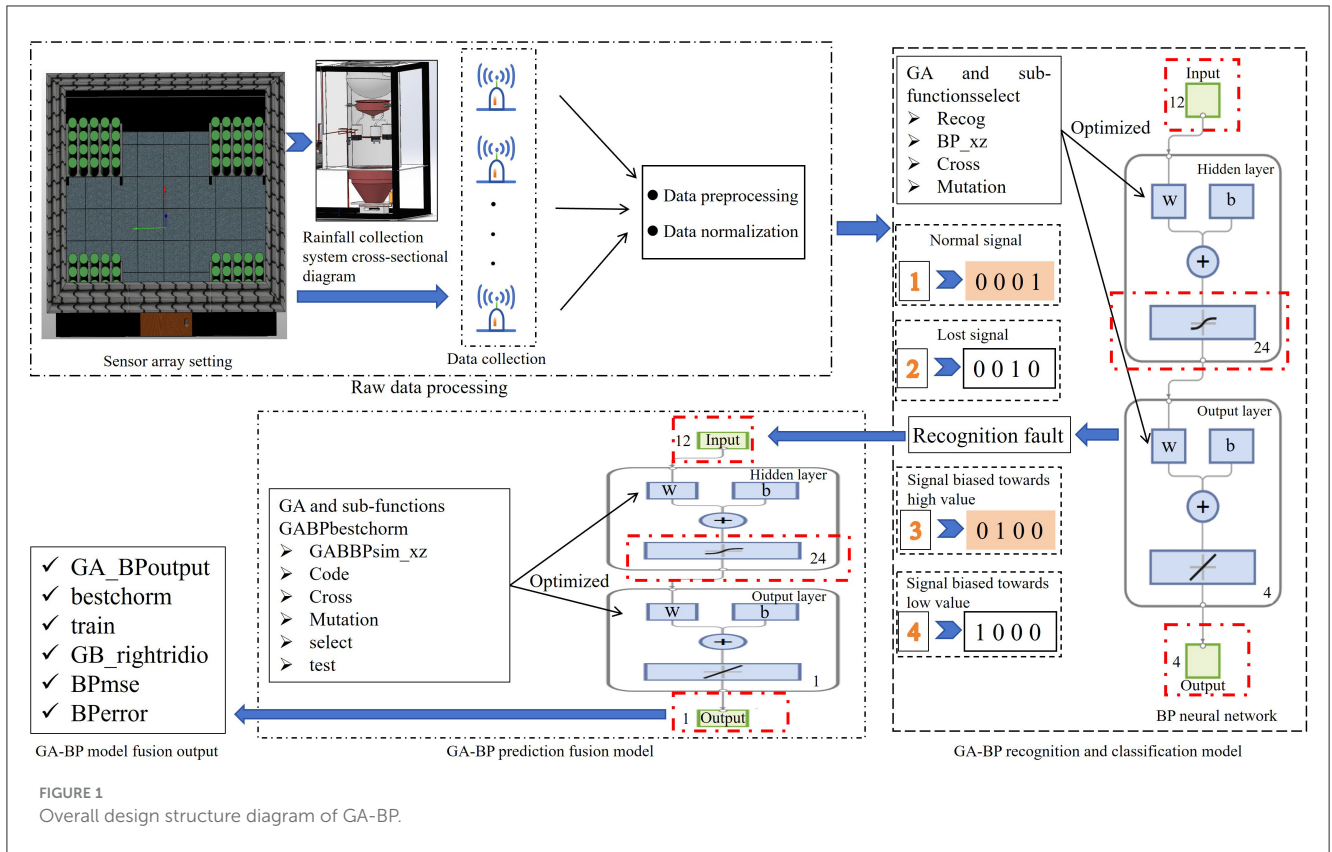 Sensor array setting
Rainfall collection
system cross-sectional
diagram
Data collection
● Data preprocessing
● Data normalization
Raw data processing
GA and sub-
functionsselect
➢ Recog
➢ BP_xz
➢ Cross
➢ Mutation
Optimized
Normal signal
1 0 0 0 1
Lost signal
2 0 0 1 0
Recognition fault
Signal biased towards
high value
3 0 1 0 0
Signal biased towards
low value
4 1 0 0 0
Input
12
Hidden layer
w b
+
24
Output layer
w b
+
4
4
Output
BP neural network
GA-BP recognition and classification model
12 Input
Hidden layer
w b
+
24
Output layer
w b
+
1
1 Output
Optimized
GA and sub-functions
GABPbestchorm
➢ GABBPsim_xz
➢ Code
➢ Cross
➢ Mutation
➢ select
➢ test
GA-BP prediction fusion model
✓ GA_BPoutput
✓ bestchorm
✓ train
✓ GB_rightridio
✓ BPmse
✓ BPerror
GA-BP model fusion output
FIGURE 1
Overall design structure diagram of GA-BP.